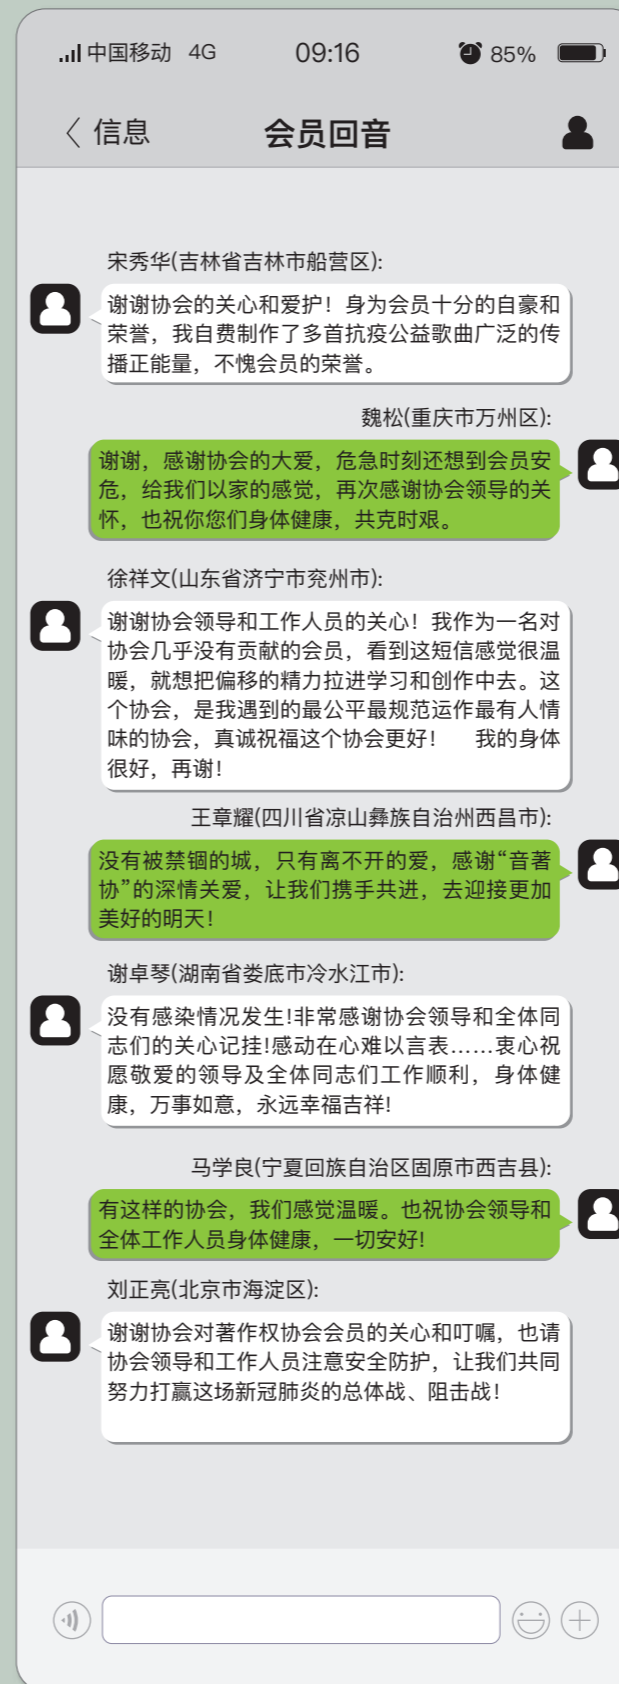 中国移动 4G 09:16 85%
信息 会员回音
宋秀华(吉林省吉林市船营区):
谢谢协会的关心和爱护！身为会员十分的自豪和
荣誉，我自费制作了多首抗疫公益歌曲广泛的传
播正能量，不愧会员的荣誉。
魏松(重庆市万州区):
谢谢，感谢协会的大爱，危急时刻还想到会员安
危，给我们以家的感觉，再次感谢协会领导的关
怀，也祝你您们身体健康，共克时艰。
徐祥文(山东省济宁市兖州市):
谢谢协会领导和工作人员的关心！我作为一名对
协会几乎没有贡献的会员，看到这短信感觉很温
暖，就想把偏移的精力拉进学习和创作中去。这
个协会，是我遇到的最公平最规范运作最有人情
味的协会，真诚祝福这个协会更好！ 我的身体
很好，再谢！
王章耀(四川省凉山彝族自治州西昌市):
没有被禁锢的城，只有离不开的爱，感谢“音著
协”的深情关爱，让我们携手共进，去迎接更加
美好的明天！
谢卓琴(湖南省娄底市冷水江市):
没有感染情况发生!非常感谢协会领导和全体同
志们的关心记挂!感动在心难以言表……衷心祝
愿敬爱的领导及全体同志们工作顺利，身体健
康，万事如意，永远幸福吉祥!
马学良(宁夏回族自治区固原市西吉县):
有这样的协会，我们感觉温暖。也祝协会领导和
全体工作人员身体健康，一切安好!
刘正亮(北京市海淀区):
谢谢协会对著作权协会会员的关心和叮嘱，也请
协会领导和工作人员注意安全防护，让我们共同
努力打赢这场新冠肺炎的总体战、阻击战！